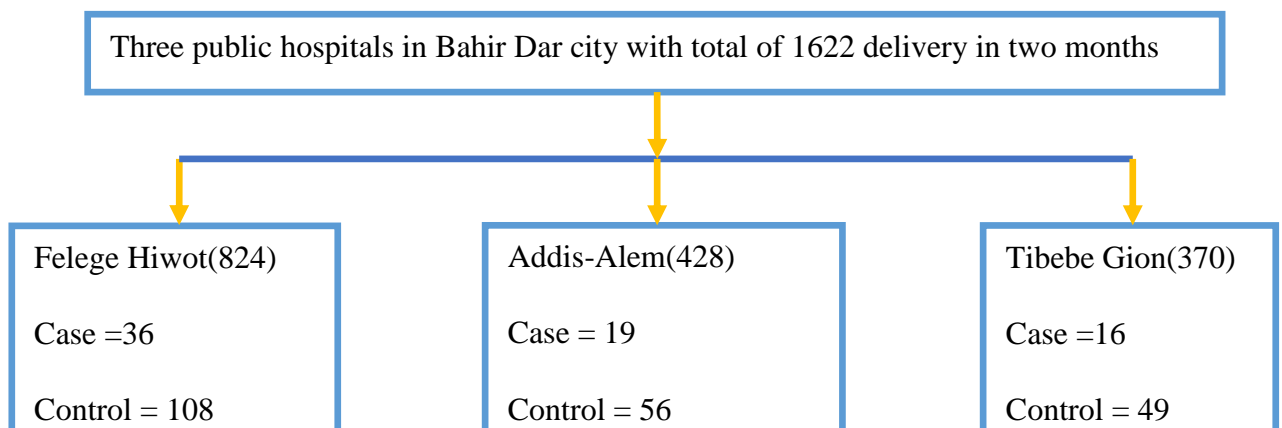 Three public hospitals in Bahir Dar city with total of 1622 delivery in two months
Felege Hiwot(824)
Case =36
Control = 108
Addis-Alem(428)
Case = 19
Control = 56
Tibebe Gion(370)
Case =16
Control = 49